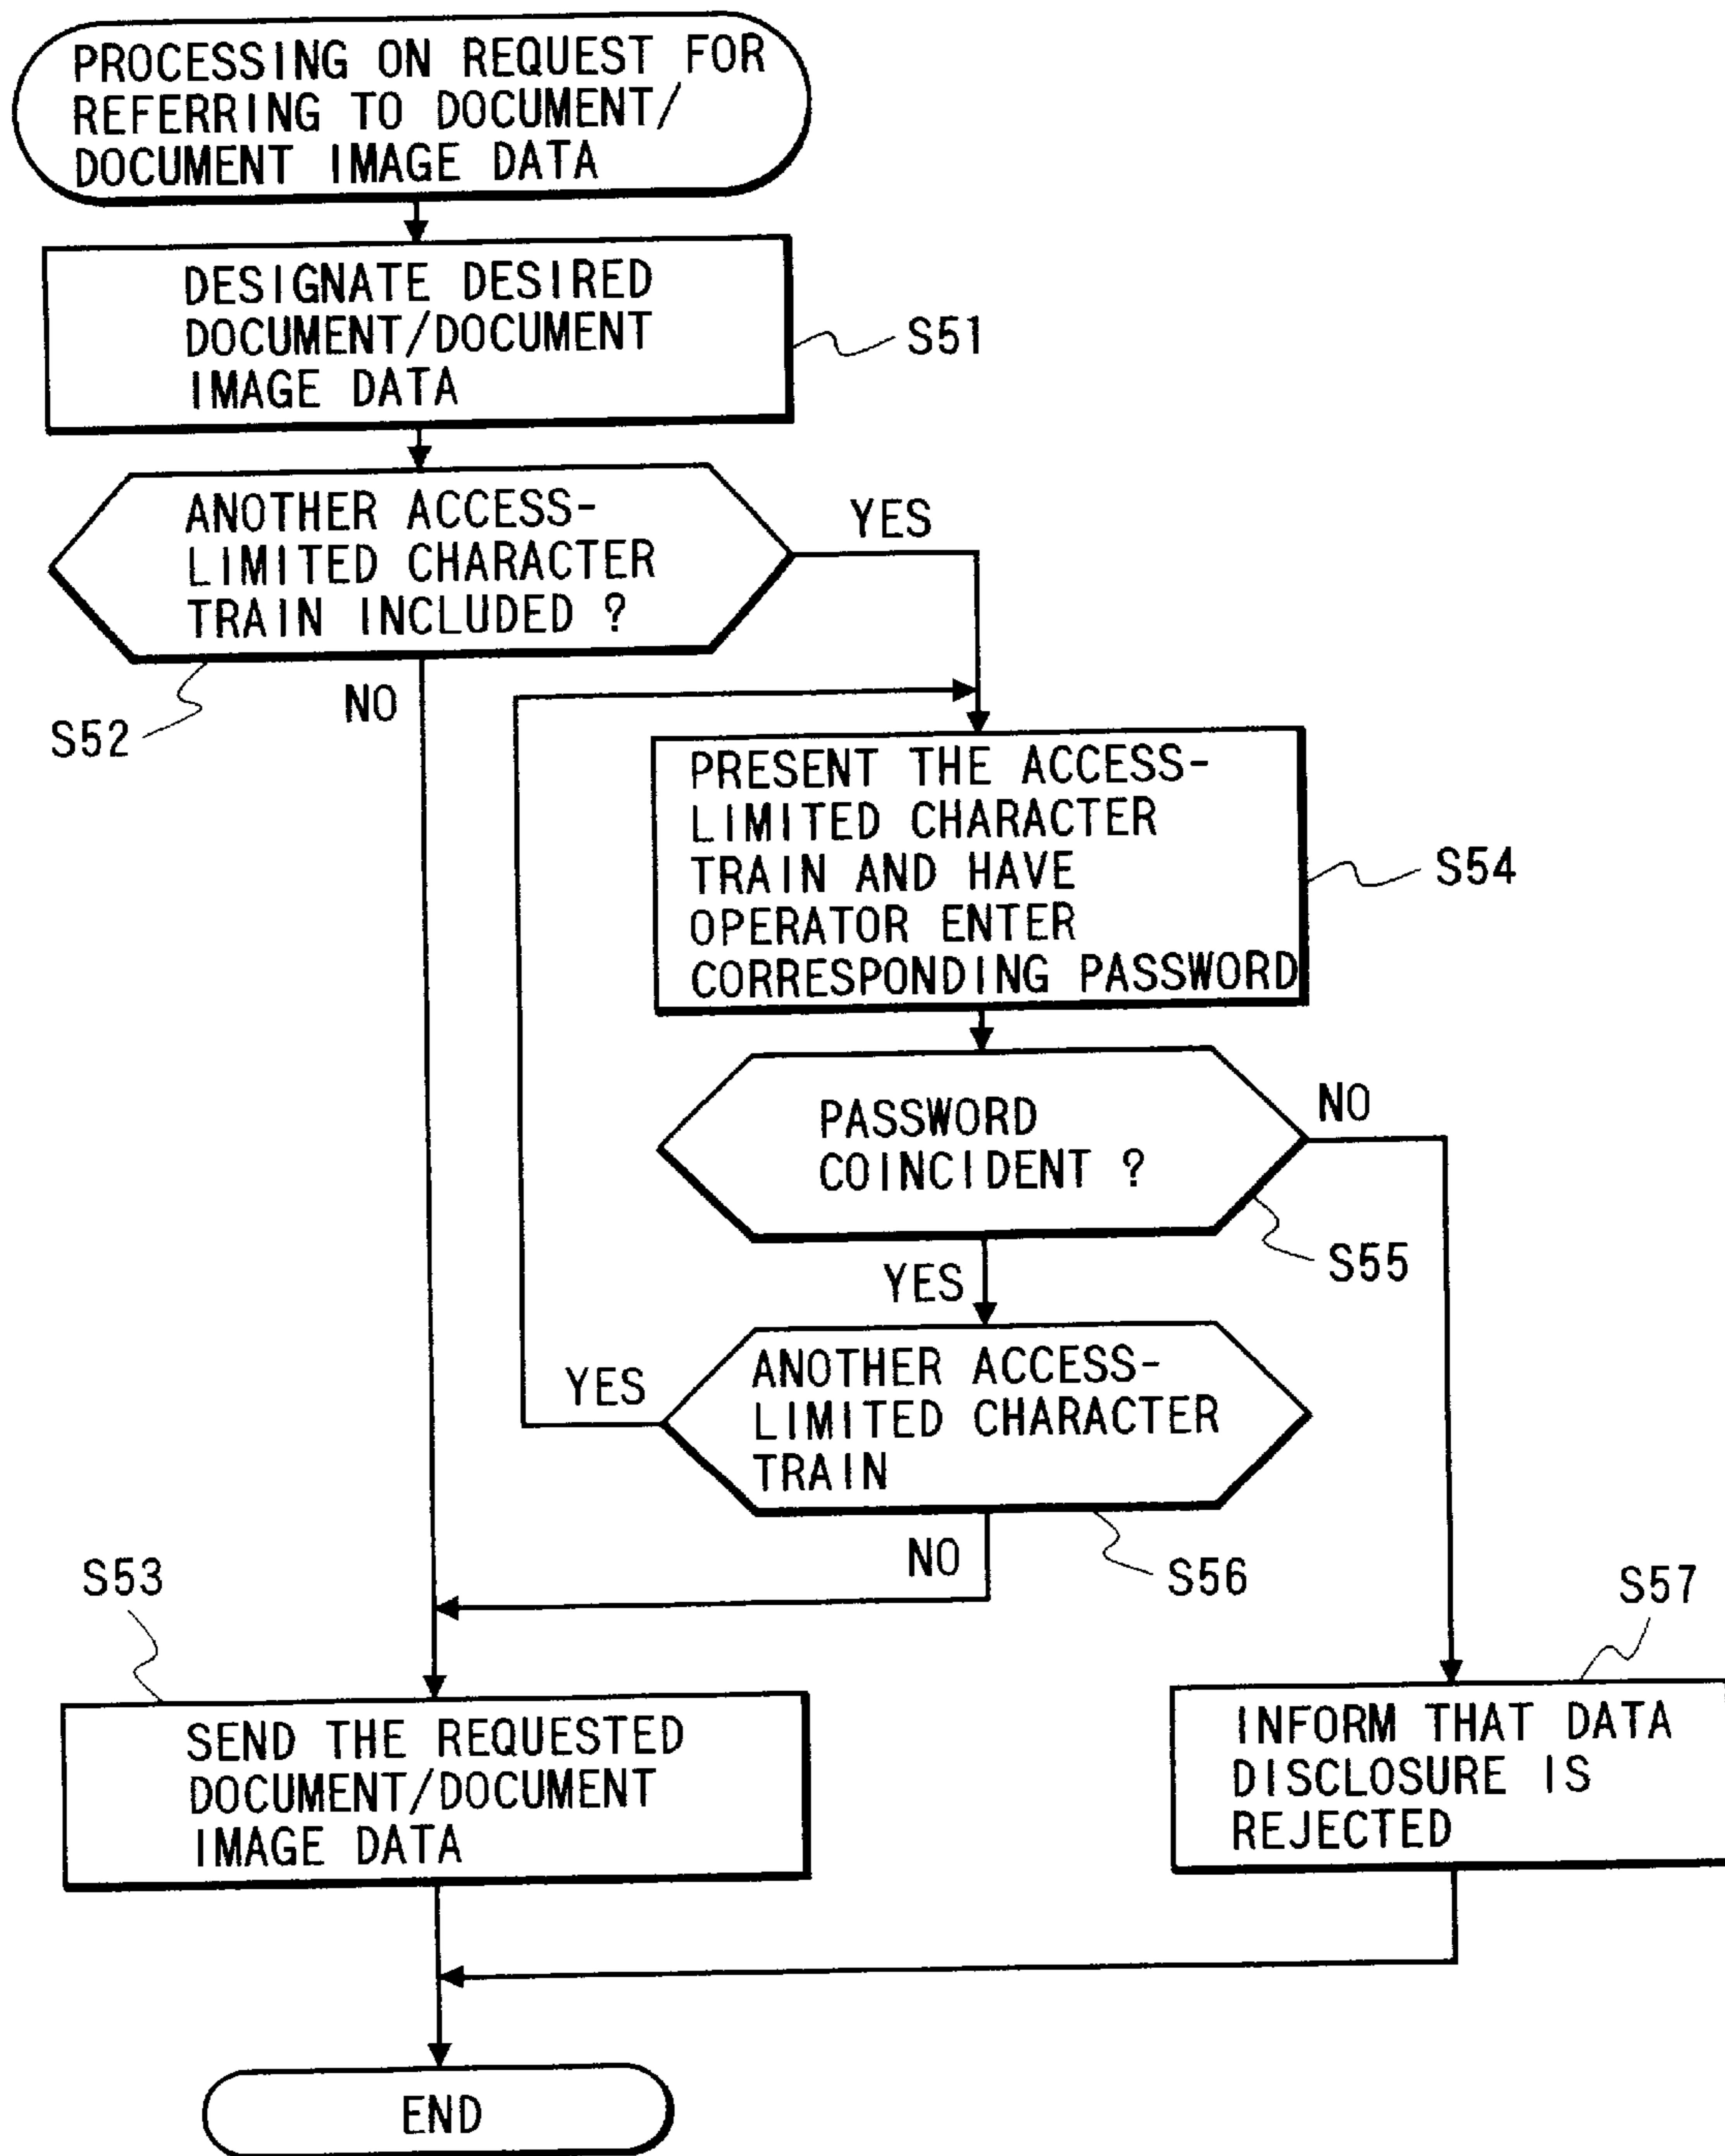 PROCESSING ON REQUEST FOR
REFERRING TO DOCUMENT/
DOCUMENT IMAGE DATA
DESIGNATE DESIRED
DOCUMENT/DOCUMENT
IMAGE DATA
S51
ANOTHER ACCESS-
LIMITED CHARACTER
TRAIN INCLUDED ?
YES
NO
S52
PRESENT THE ACCESS-
LIMITED CHARACTER
TRAIN AND HAVE
OPERATOR ENTER
CORRESPONDING PASSWORD
S54
PASSWORD
COINCIDENT ?
NO
S55
YES
ANOTHER ACCESS-
LIMITED CHARACTER
TRAIN
YES
NO
S56
S53
S57
SEND THE REQUESTED
DOCUMENT/DOCUMENT
IMAGE DATA
INFORM THAT DATA
DISCLOSURE IS
REJECTED
END